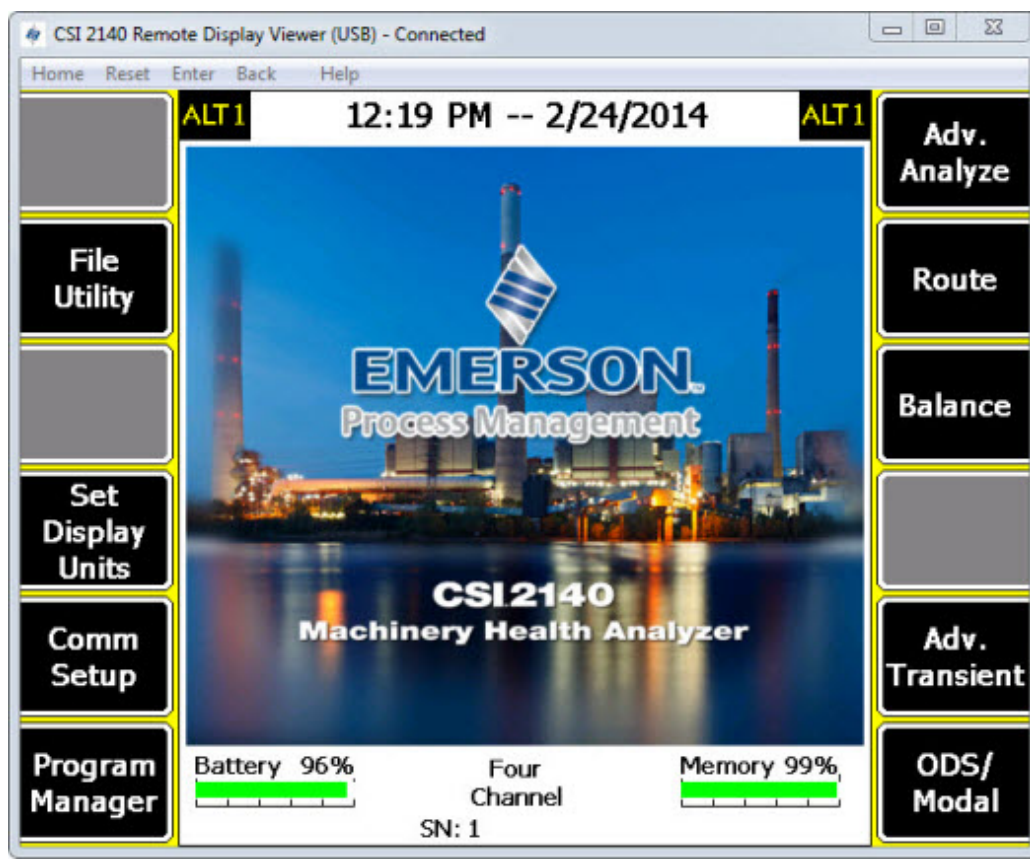 CSI 2140 Remote Display Viewer (USB) - Connected
Home Reset Enter Back Help
ALT1 12:19 PM -- 2/24/2014 ALT1
File
Utility
Set
Display
Units
Comm
Setup
Program
Manager
EMERSON™
Process Management
CSI 2140
Machinery Health Analyzer
Battery 96%
Four
Channel
Memory 99%
SN: 1
Adv.
Analyze
Route
Balance
Adv.
Transient
ODS/
Modal